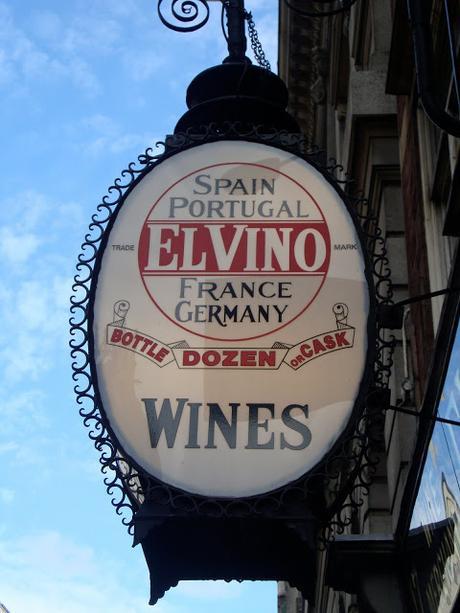 SPAIN
PORTUGAL
TRADE ELVINO MARK
FRANCE
GERMANY
BOTTLE DOZEN OR CASK
WINES